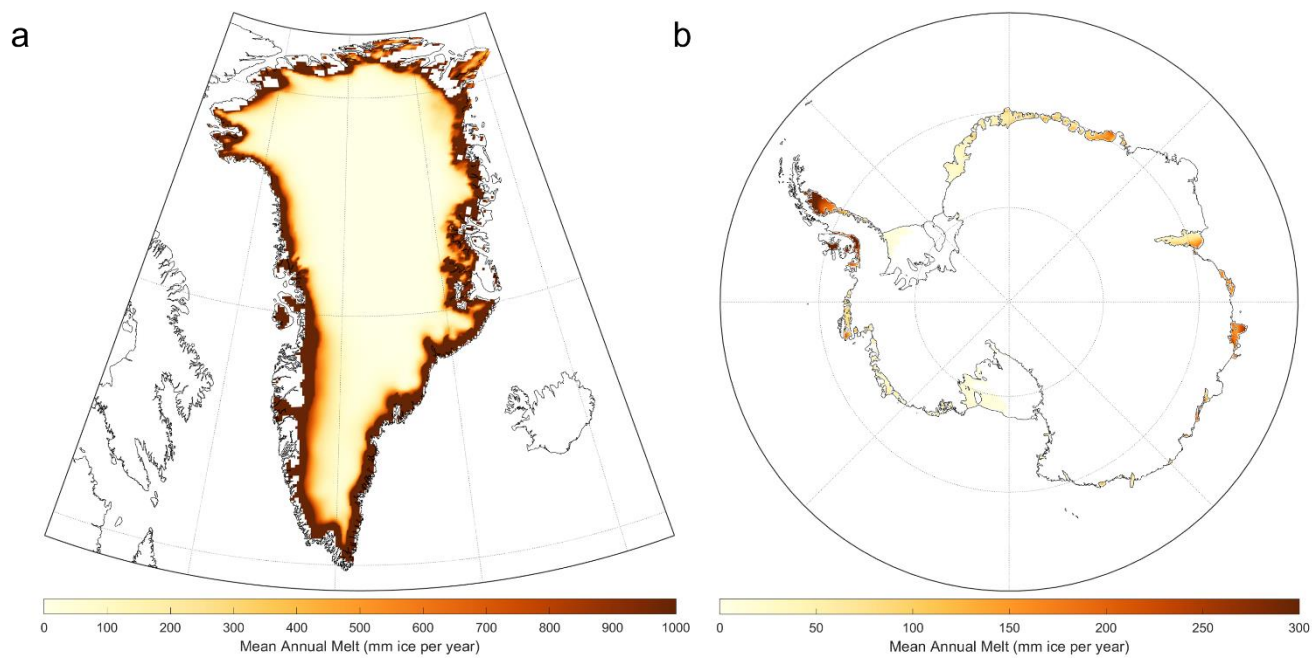 a
b
0 100 200 300 400 500 600 700 800 900 1000
Mean Annual Melt (mm ice per year)
0 50 100 150 200 250 300
Mean Annual Melt (mm ice per year)